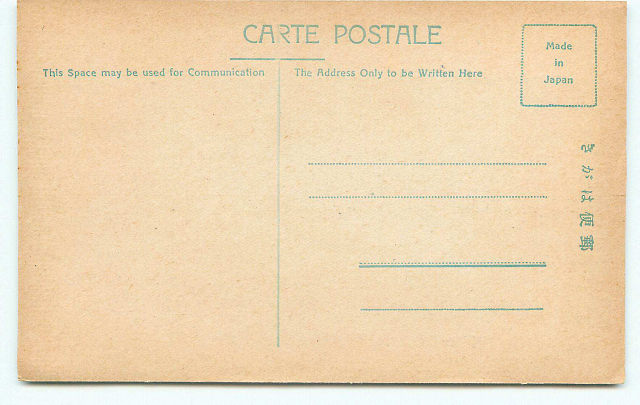 CARTE POSTALE
This Space may be used for Communication
The Address Only to be Written Here
Made
in
Japan
郵便はがき